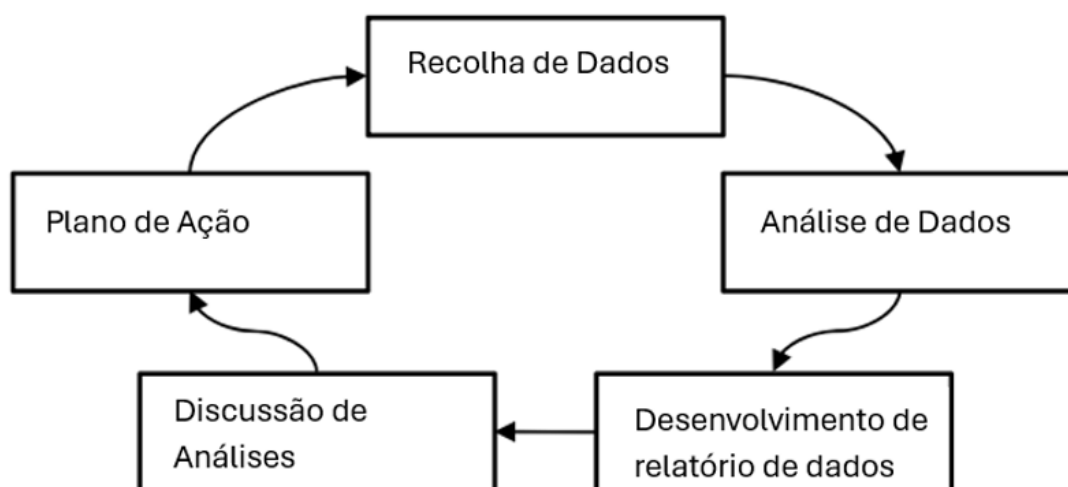 Recolha de Dados
Plano de Ação
Análise de Dados
Discussão de
Análises
Desenvolvimento de
relatório de dados